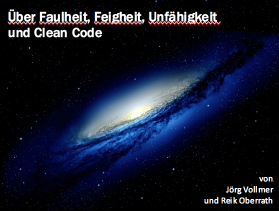 Über Faulheit, Feigheit, Unfähigkeit
und Clean Code
von
Jörg Vollmer
und Reik Oberrath